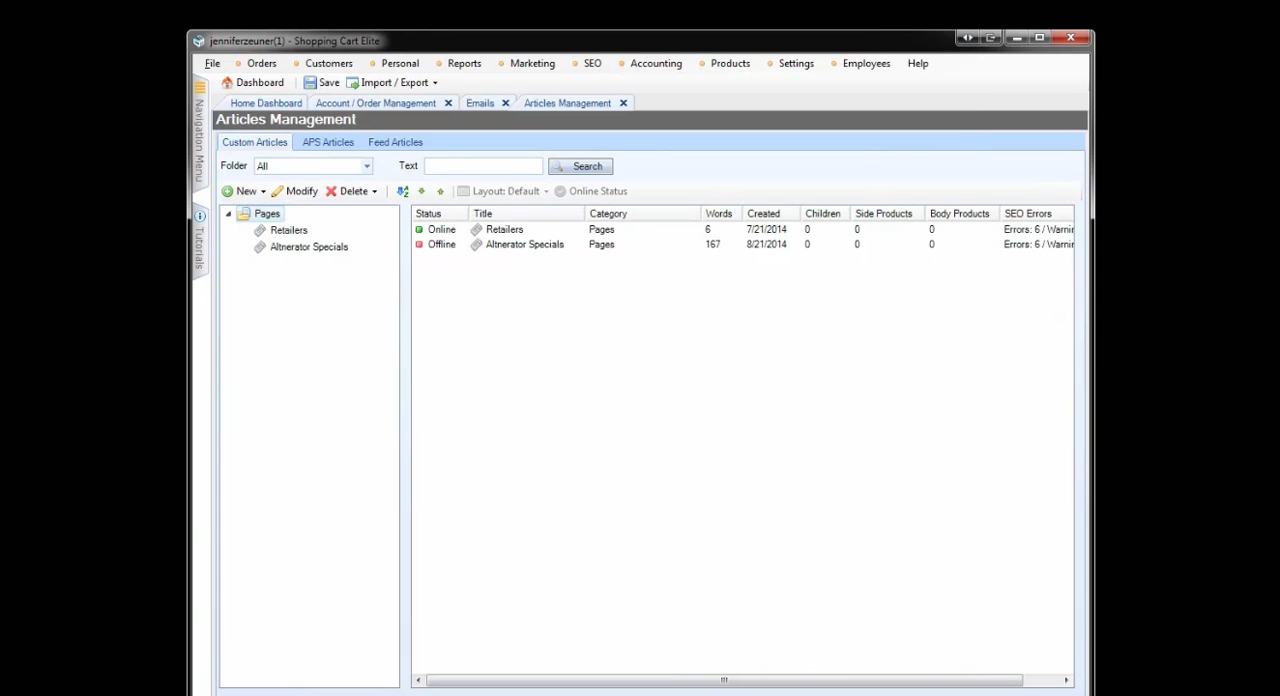 jenniferzeuner(1) - Shopping Cart Elite
File Orders Customers Personal Reports Marketing SEO Accounting Products Settings Employees Help
Dashboard Save Import / Export
Home Dashboard Account / Order Management Emails Articles Management
Articles Management
Custom Articles APS Articles Feed Articles
Folder All Text Search
New Modify Delete Layout: Default Online Status
Navigation Menu
Tutorials
Pages
Retailers
Altnerator Specials
Status Title Category Words Created Children Side Products Body Products SEO Errors
Online Retailers Pages 6 7/21/2014 0 0 0 Errors: 6 / Warnin
Offline Altnerator Specials Pages 167 8/21/2014 0 0 0 Errors: 6 / Warnin